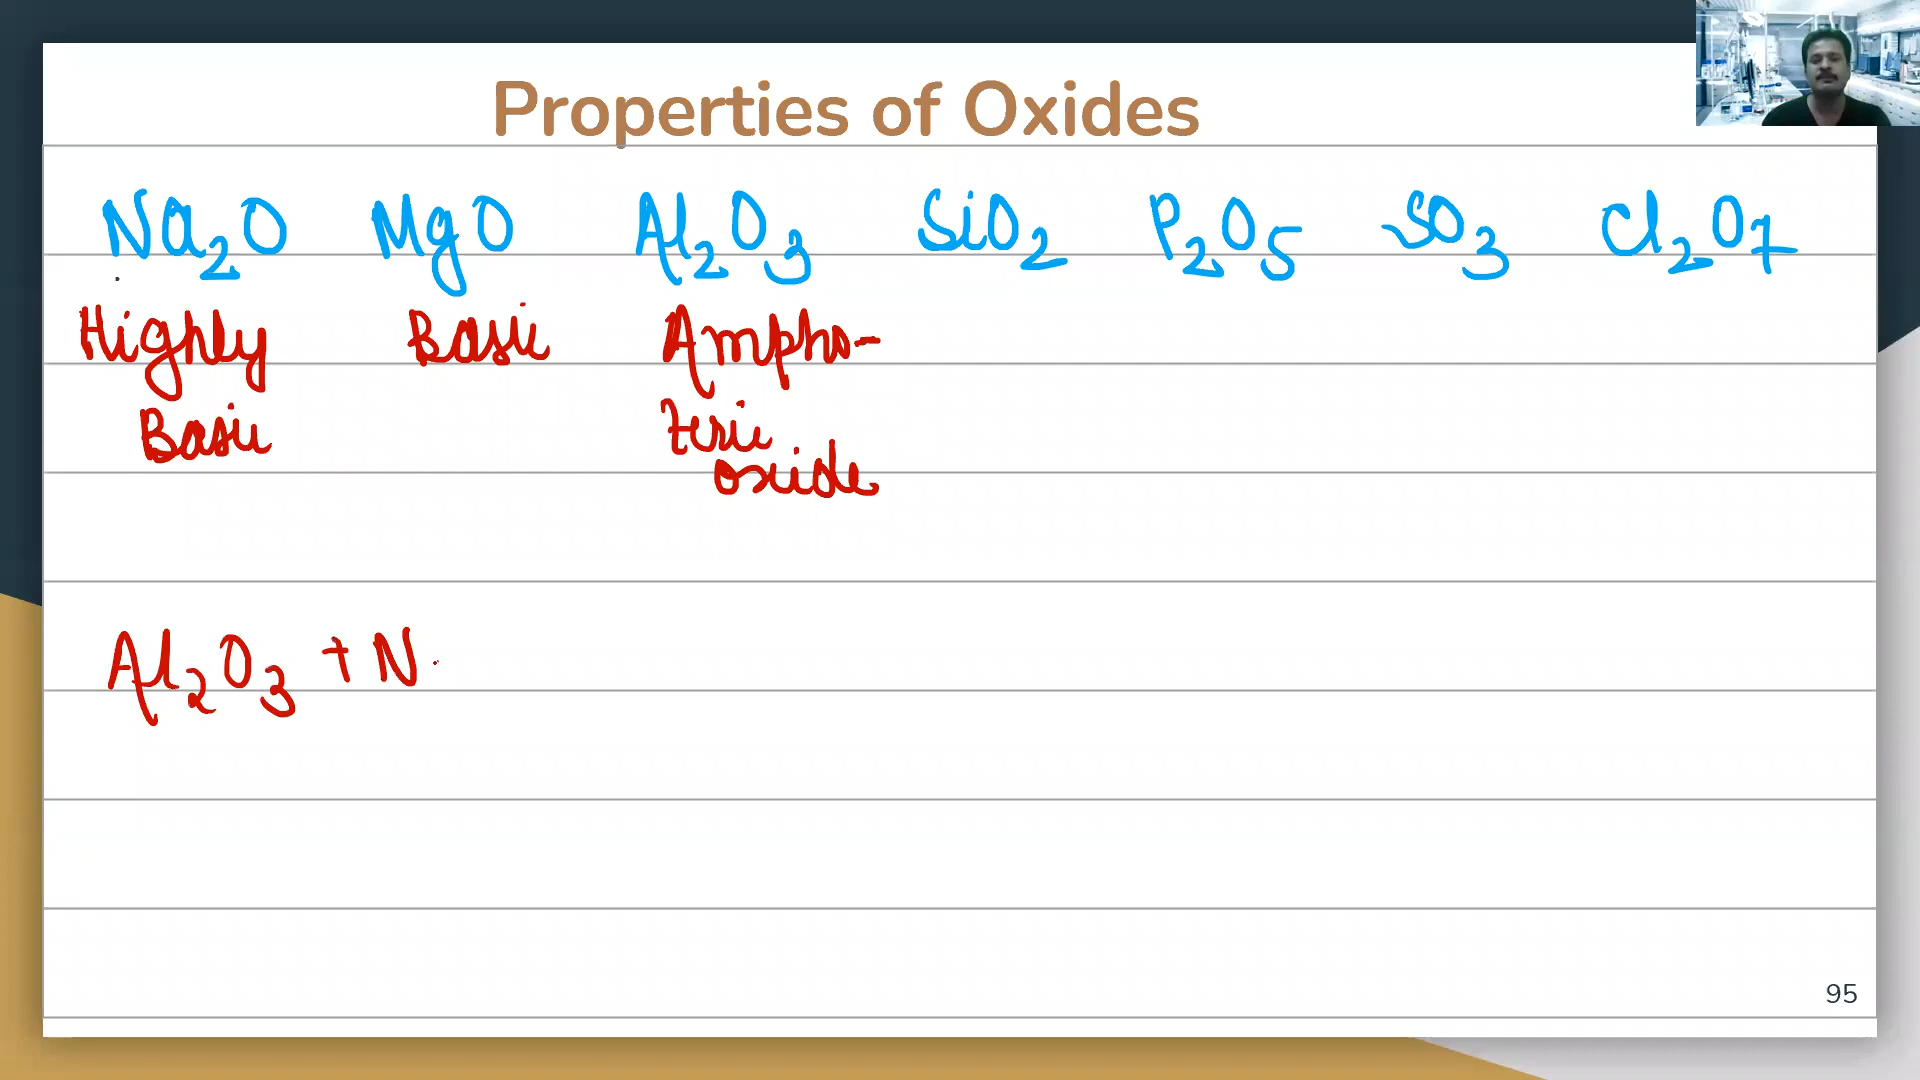 Properties of Oxides
Na₂O MgO Al₂O₃ SiO₂ P₂O₅ SO₃ Cl₂O₇
Highly Basic Ampho-
Basic teric
oxide
Al₂O₃ + N
95